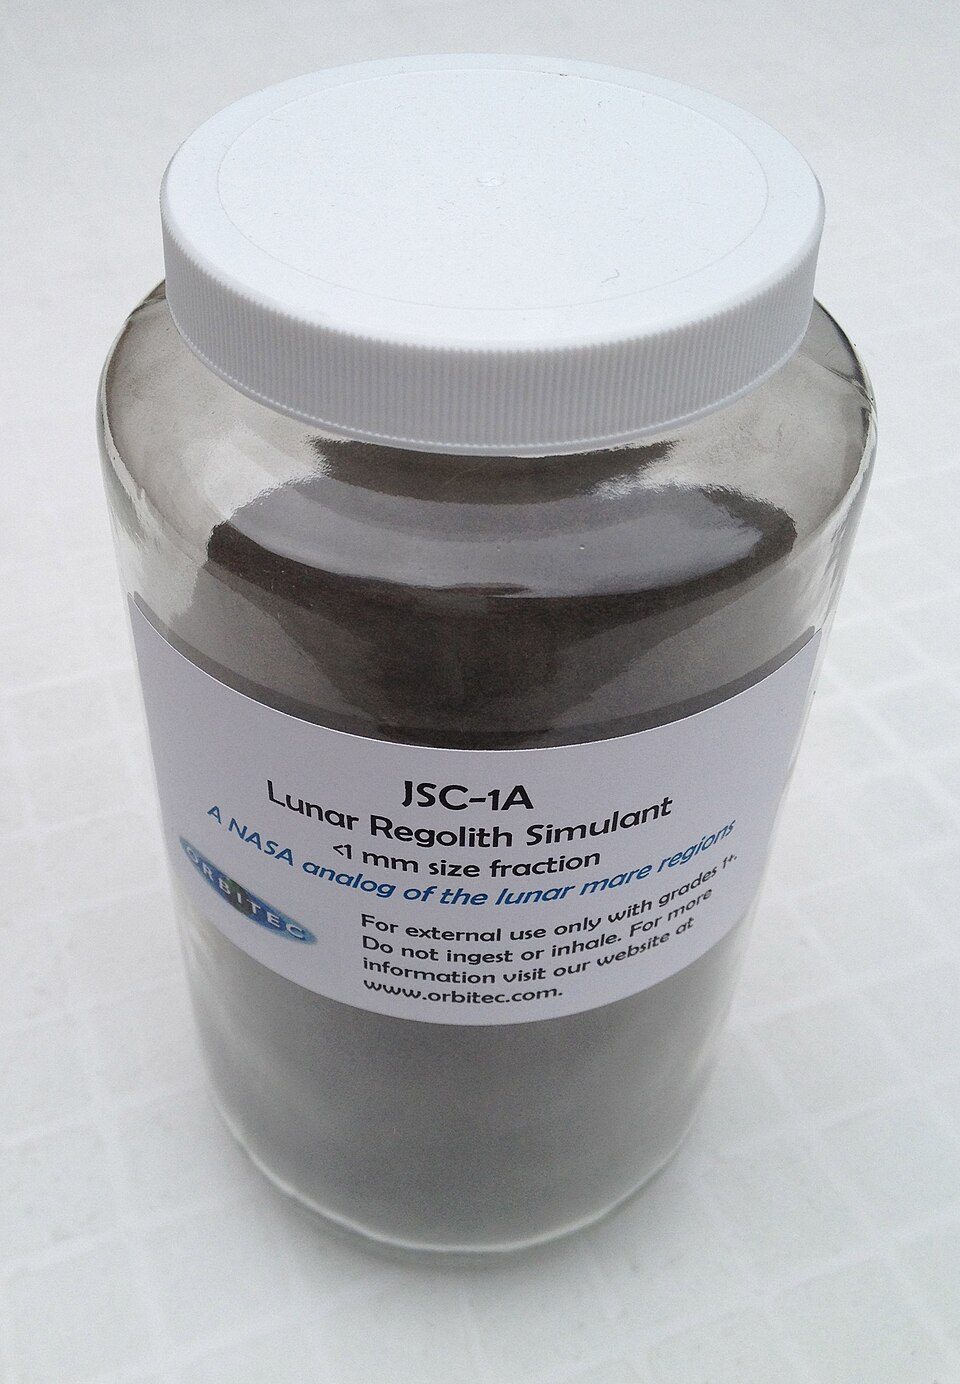 JSC-1A
Lunar Regolith Simulant
<1 mm size fraction
A NASA analog of the lunar mare regions
ORBITEC
For external use only with grades 1+.
Do not ingest or inhale. For more
information visit our website at
www.orbitec.com.